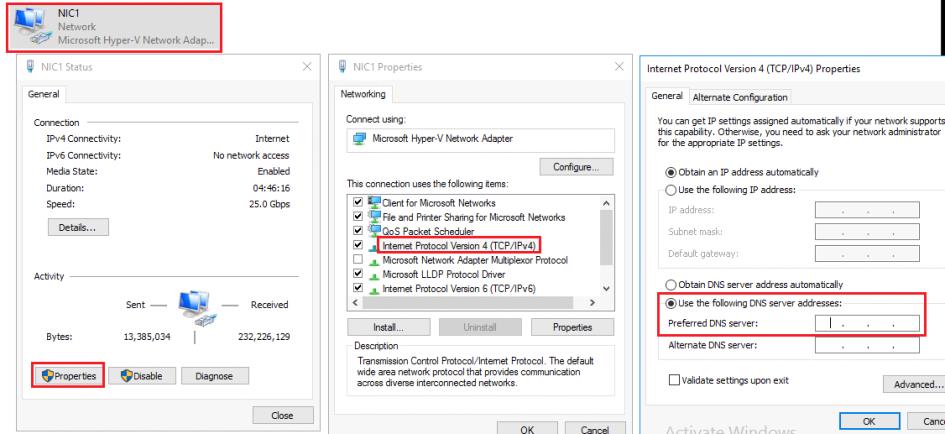 NIC1
Network
Microsoft Hyper-V Network Adap...
NIC1 Status
General
Connection
IPv4 Connectivity: Internet
IPv6 Connectivity: No network access
Media State: Enabled
Duration: 04:46:16
Speed: 25.0 Gbps
Details...
Activity
Sent Received
Bytes: 13,385,034 232,226,129
Properties Disable Diagnose
Close
NIC1 Properties
Networking
Connect using:
Microsoft Hyper-V Network Adapter
Configure...
This connection uses the following items:
Client for Microsoft Networks
File and Printer Sharing for Microsoft Networks
QoS Packet Scheduler
Internet Protocol Version 4 (TCP/IPv4)
Microsoft Network Adapter Multiplexor Protocol
Microsoft LLDP Protocol Driver
Internet Protocol Version 6 (TCP/IPv6)
Install... Uninstall Properties
Description
Transmission Control Protocol/Internet Protocol. The default
wide area network protocol that provides communication
across diverse interconnected networks.
OK Cancel
Internet Protocol Version 4 (TCP/IPv4) Properties
General Alternate Configuration
You can get IP settings assigned automatically if your network supports
this capability. Otherwise, you need to ask your network administrator
for the appropriate IP settings.
Obtain an IP address automatically
Use the following IP address:
IP address: . . .
Subnet mask: . . .
Default gateway: . . .
Obtain DNS server address automatically
Use the following DNS server addresses:
Preferred DNS server: . . .
Alternate DNS server: . . .
Validate settings upon exit
Advanced...
OK Canc
Activate Windows